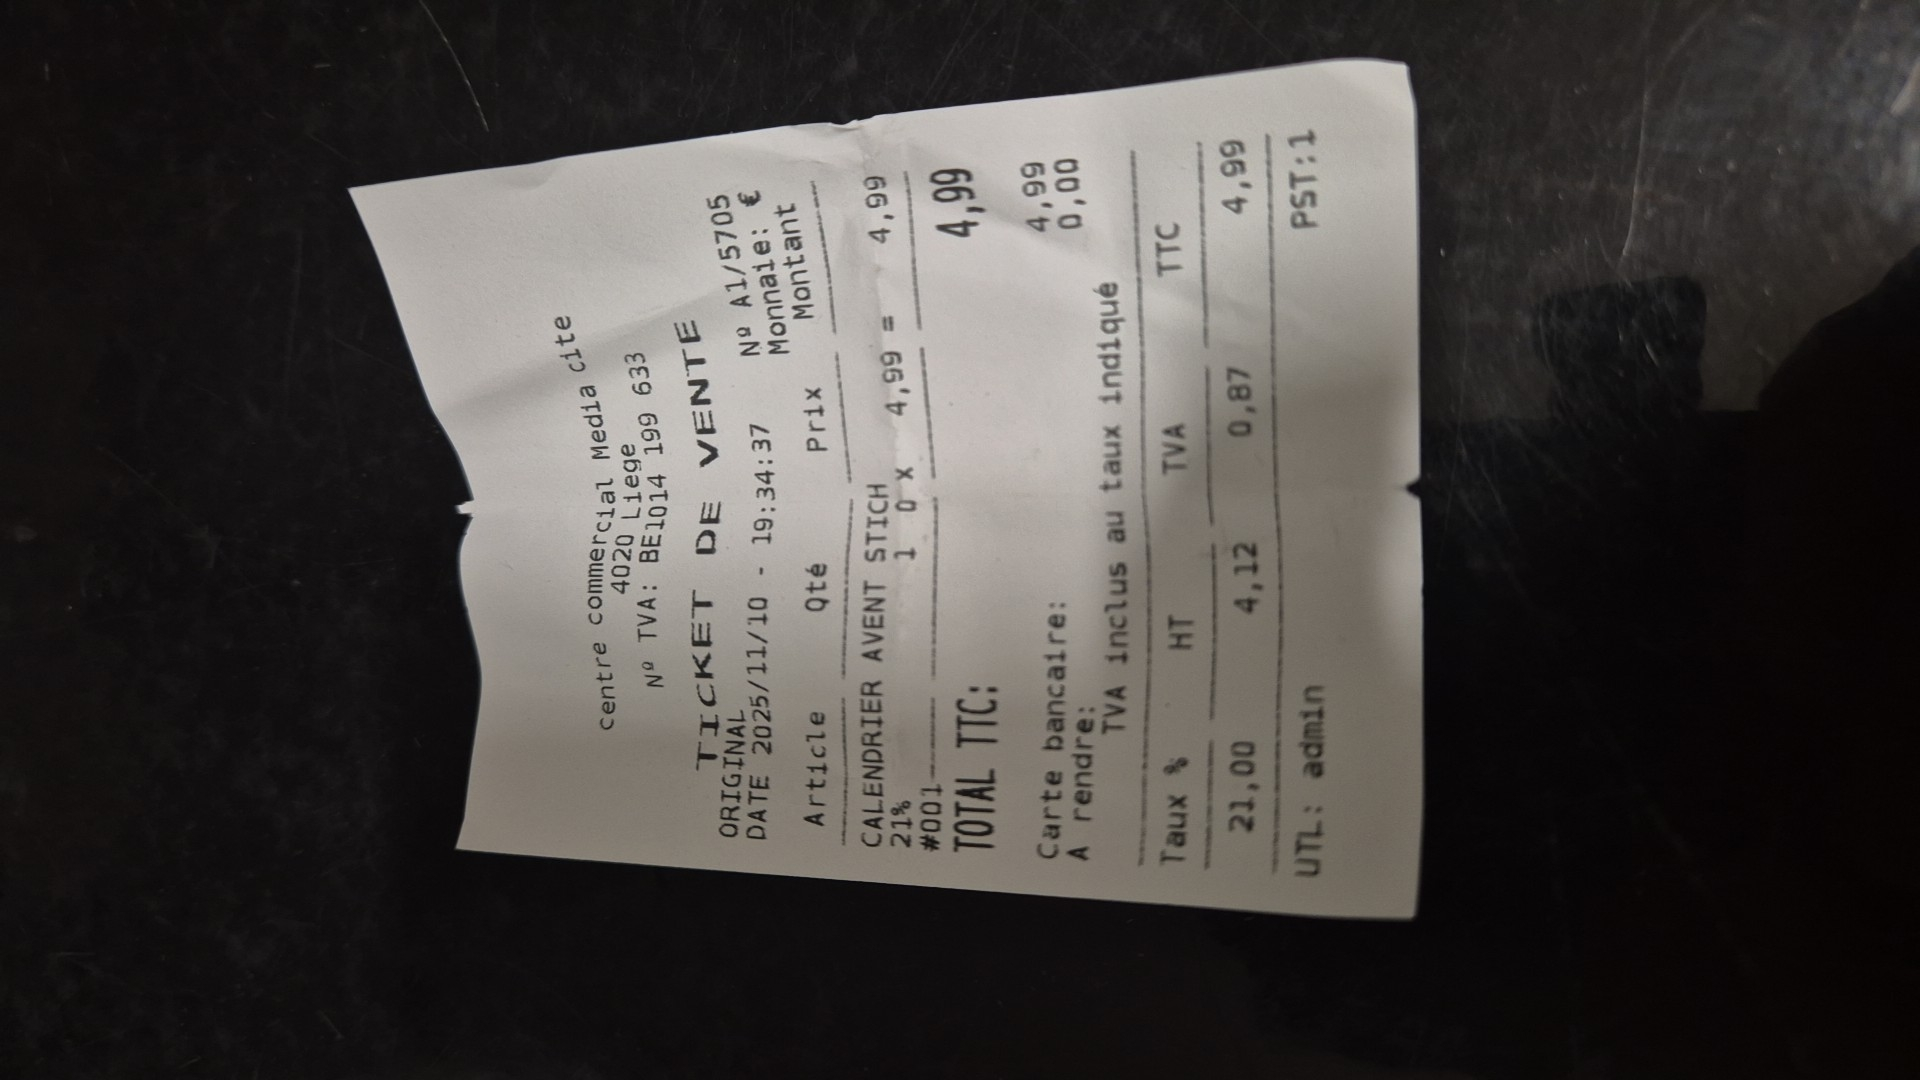 centre commercial Media cite
4020 Liege
Nº TVA: BE1014 199 633
TICKET DE VENTE
ORIGINAL
DATE 2025/11/10 - 19:34:37 Nº A1/5705
Monnaie: €
Article Qté Prix Montant
CALENDRIER AVENT STICH
21% 1 0 x 4,99 = 4,99
#001
TOTAL TTC: 4,99
Carte bancaire: 4,99
A rendre: 0,00
TVA inclus au taux indiqué
Taux % HT TVA TTC
21,00 4,12 0,87 4,99
UTL: admin PST:1